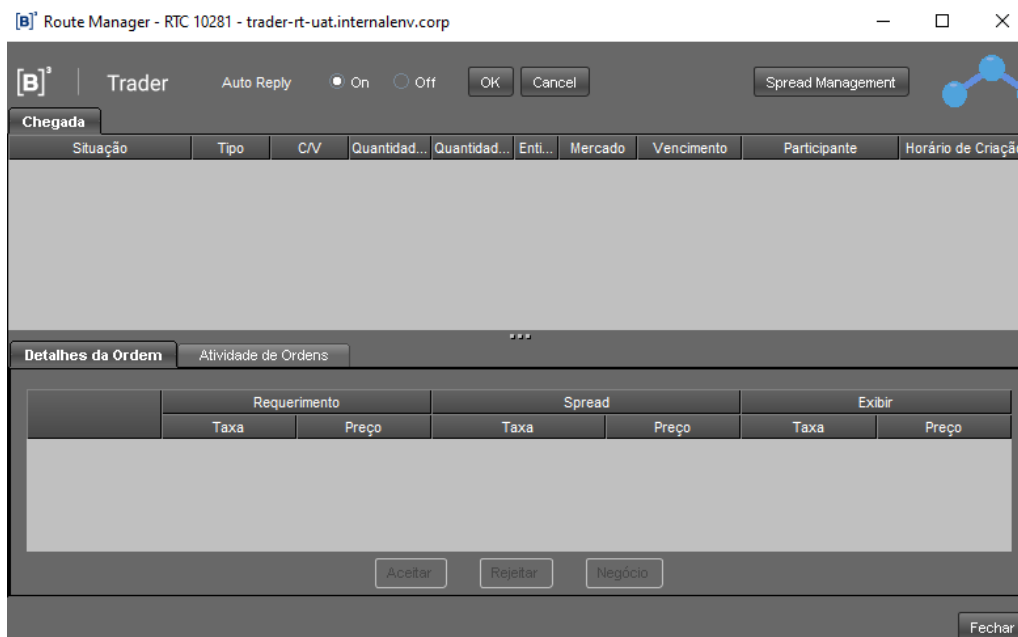 [B]³ Route Manager - RTC 10281 - trader-rt-uat.internalenv.corp
[B]³ Trader Auto Reply On Off OK Cancel Spread Management
Chegada
Situação Tipo C/V Quantidad... Quantidad... Enti... Mercado Vencimento Participante Horário de Criaçã
Detalhes da Ordem Atividade de Ordens
Requerimento Spread Exibir
Taxa Preço Taxa Preço Taxa Preço
Aceitar Rejeitar Negócio
Fechar